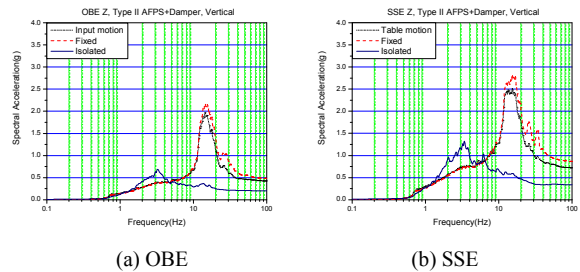 OBE Z, Type II AFPS+Damper, Vertical
Input motion
Fixed
Isolated
Spectral Acceleration(g)
4.0
3.5
3.0
2.5
2.0
1.5
1.0
0.5
0.0
0.1 1 10 100
Frequency(Hz)
(a) OBE
SSE Z, Type II AFPS+Damper, Vertical
Table motion
Fixed
Isolated
Spectral Acceleration(g)
4.0
3.5
3.0
2.5
2.0
1.5
1.0
0.5
0.0
0.1 1 10 100
Frequency(Hz)
(b) SSE